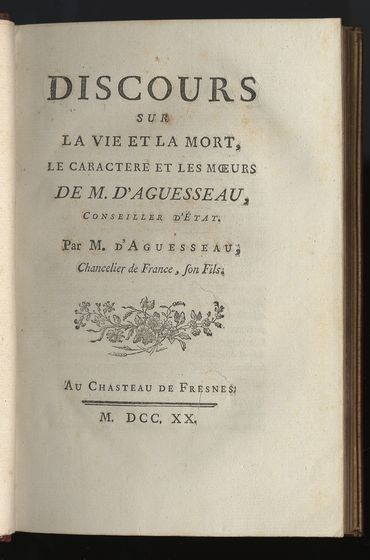 DISCOURS
SUR
LA VIE ET LA MORT,
LE CARACTERE ET LES MŒURS
DE M. D'AGUESSEAU,
CONSEILLER D'ÉTAT.
Par M. D'AGUESSEAU,
Chancelier de France, ſon Fils.
AU CHASTEAU DE FRESNES.
M. DCC. XX.